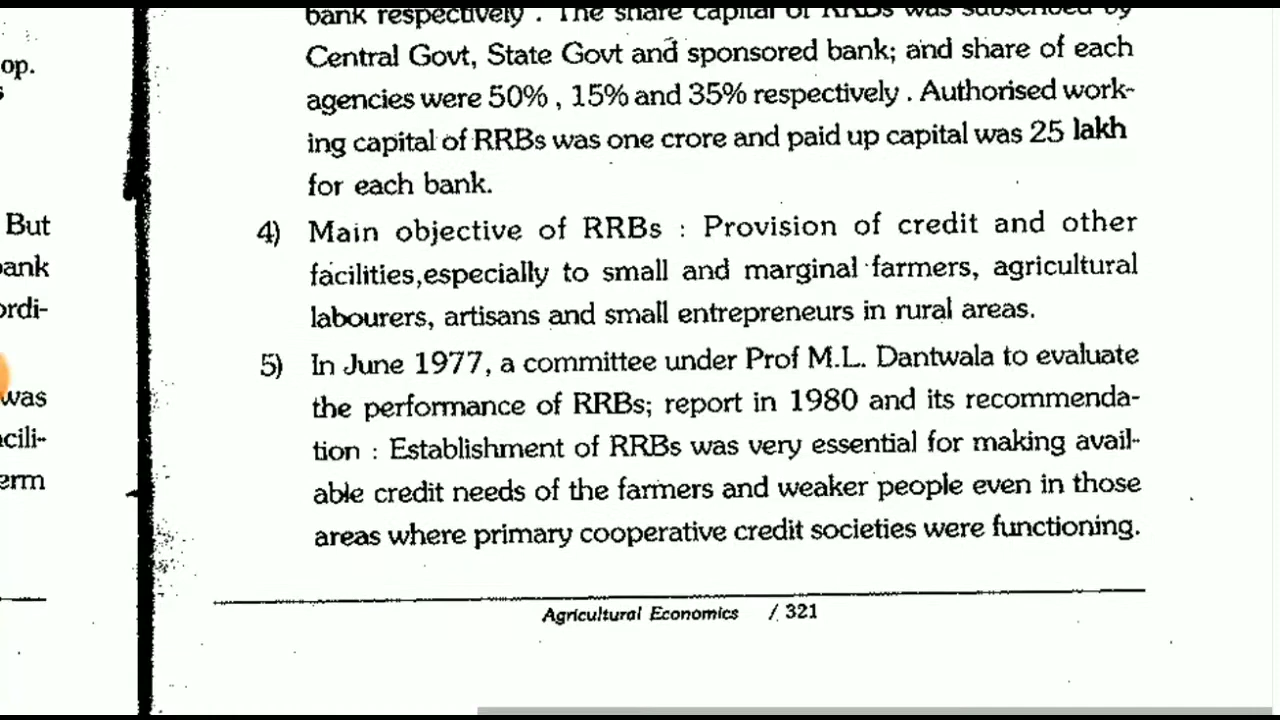 op.
But
ank
ordi-
was
cili-
erm
bank respectively . The share capital of RRBs was subscribed by
Central Govt, State Govt and sponsored bank; and share of each
agencies were 50% , 15% and 35% respectively . Authorised work-
ing capital of RRBs was one crore and paid up capital was 25 lakh
for each bank.
4) Main objective of RRBs : Provision of credit and other
facilities,especially to small and marginal farmers, agricultural
labourers, artisans and small entrepreneurs in rural areas.
5) In June 1977, a committee under Prof M.L. Dantwala to evaluate
the performance of RRBs; report in 1980 and its recommenda-
tion : Establishment of RRBs was very essential for making avail-
able credit needs of the farmers and weaker people even in those
areas where primary cooperative credit societies were functioning.
Agricultural Economics / 321